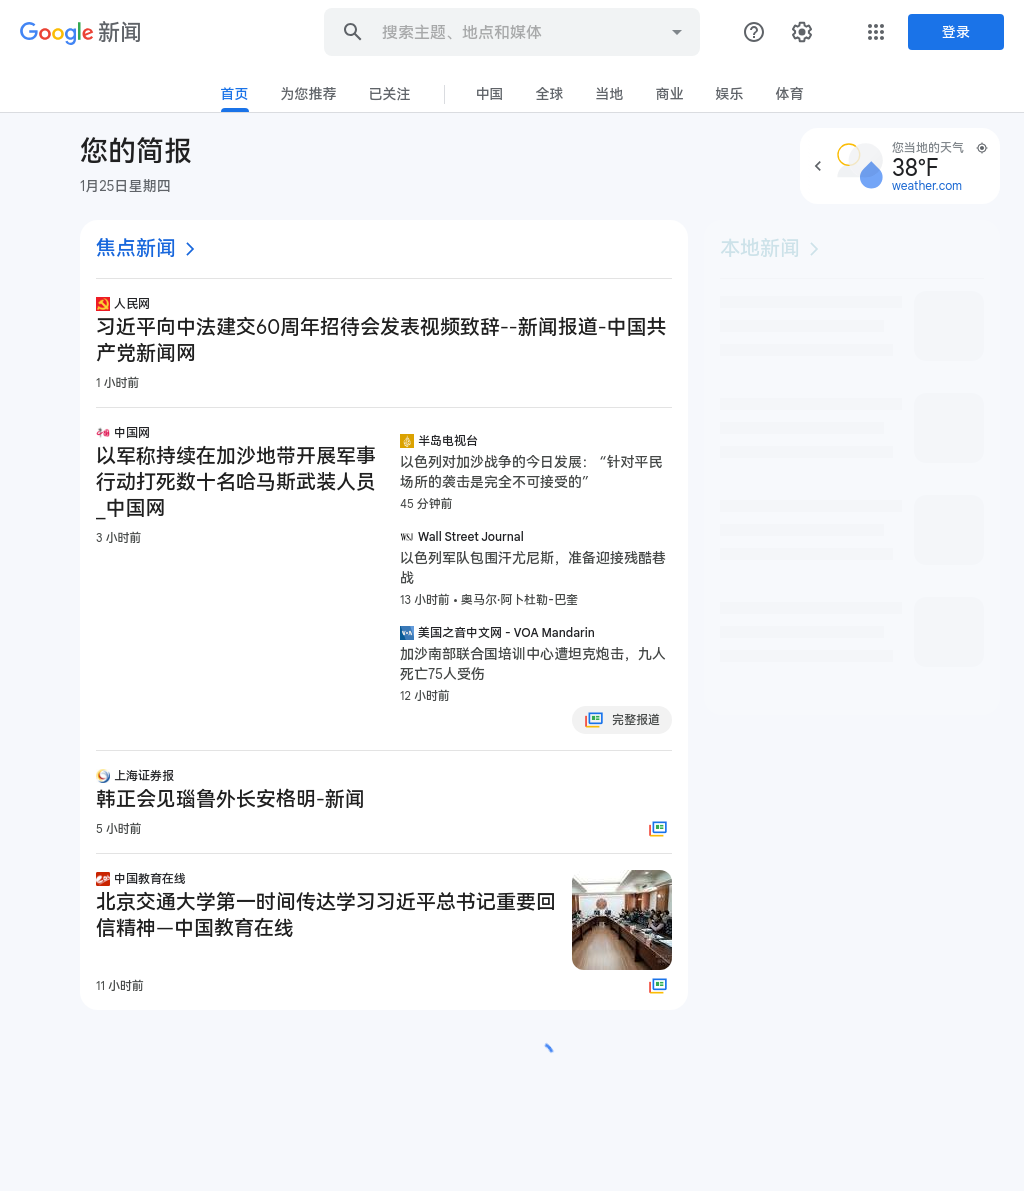 Google 新闻
搜索主题、地点和媒体
登录
首页 为您推荐 已关注 中国 全球 当地 商业 娱乐 体育
您的简报
1月25日星期四
您当地的天气
38°F
weather.com
焦点新闻
人民网
习近平向中法建交60周年招待会发表视频致辞--新闻报道-中国共
产党新闻网
1 小时前
中国网
以军称持续在加沙地带开展军事
行动打死数十名哈马斯武装人员
_中国网
3 小时前
半岛电视台
以色列对加沙战争的今日发展： “针对平民
场所的袭击是完全不可接受的”
45 分钟前
WSJ Wall Street Journal
以色列军队包围汗尤尼斯，准备迎接残酷巷
战
13 小时前 • 奥马尔·阿卜杜勒-巴奎
VOA 美国之音中文网 - VOA Mandarin
加沙南部联合国培训中心遭坦克炮击，九人
死亡75人受伤
12 小时前
完整报道
上海证券报
韩正会见瑙鲁外长安格明-新闻
5 小时前
中国教育在线
北京交通大学第一时间传达学习习近平总书记重要回
信精神—中国教育在线
11 小时前
本地新闻